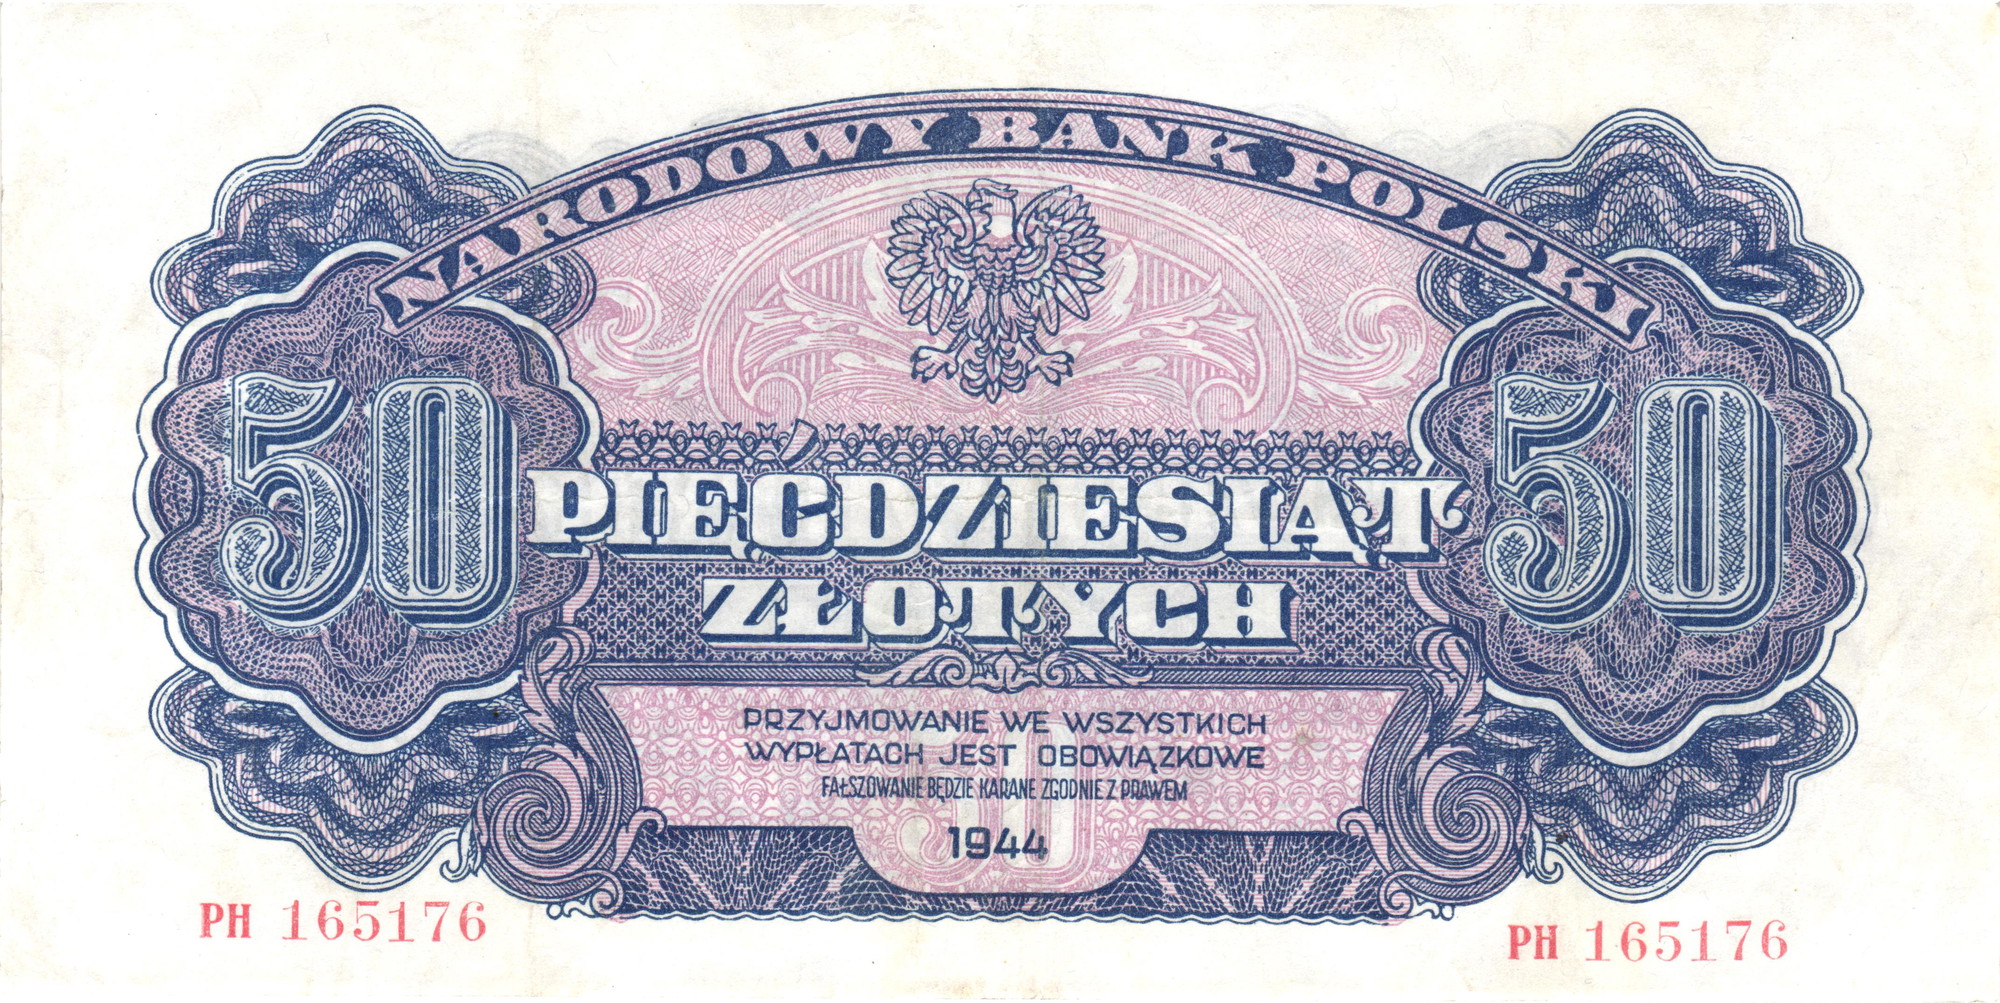 NARODOWY BANK POLSKI
50
50
PIĘĆDZIESIĄT
ZŁOTYCH
PRZYJMOWANIE WE WSZYSTKICH
WYPŁATACH JEST OBOWIĄZKOWE
FAŁSZOWANIE BĘDZIE KARANE ZGODNIE Z PRAWEM
50
1944
PH 165176
PH 165176